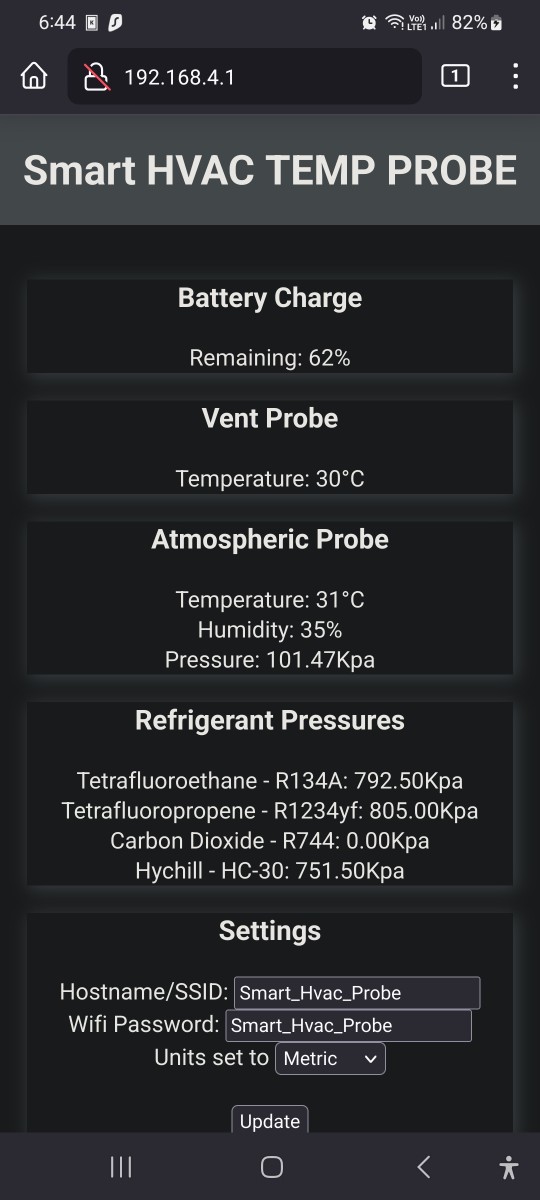 6:44
Vo))
LTE1
82%
192.168.4.1
1
Smart HVAC TEMP PROBE
Battery Charge
Remaining: 62%
Vent Probe
Temperature: 30°C
Atmospheric Probe
Temperature: 31°C
Humidity: 35%
Pressure: 101.47Kpa
Refrigerant Pressures
Tetrafluoroethane - R134A: 792.50Kpa
Tetrafluoropropene - R1234yf: 805.00Kpa
Carbon Dioxide - R744: 0.00Kpa
Hychill - HC-30: 751.50Kpa
Settings
Hostname/SSID: Smart_Hvac_Probe
Wifi Password: Smart_Hvac_Probe
Units set to Metric
Update